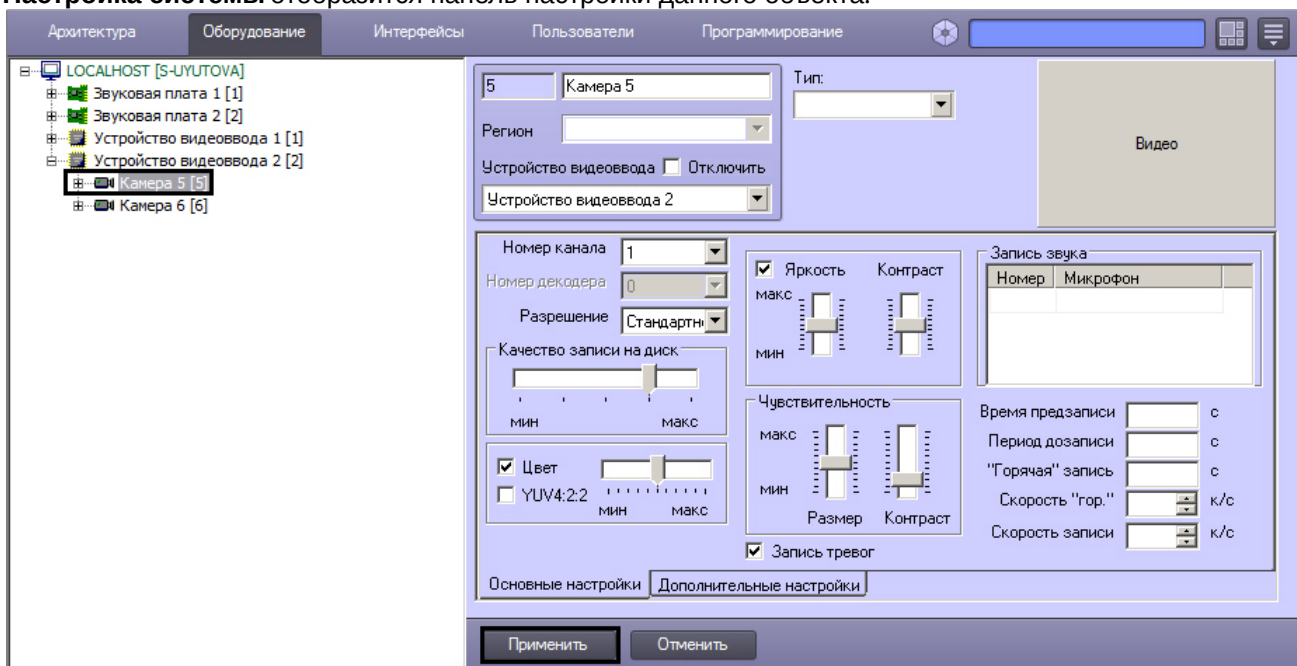 Настройка системы отобразится панель настройки данного объекта.
Архитектура Оборудование Интерфейсы Пользователи Программирование
LOCALHOST [S-UYUTOVA]
Звуковая плата 1 [1]
Звуковая плата 2 [2]
Устройство видеоввода 1 [1]
Устройство видеоввода 2 [2]
Камера 5 [5]
Камера 6 [6]
5 Камера 5
Тип:
Регион
Устройство видеоввода Отключить
Устройство видеоввода 2
Видео
Номер канала 1
Номер декодера 0
Разрешение Стандартн
Качество записи на диск
мин макс
Цвет
YUV4:2:2
мин макс
Яркость Контраст
макс
мин
Чувствительность
макс
мин
Размер Контраст
Запись тревог
Запись звука
Номер Микрофон
Время предзаписи с
Период дозаписи с
"Горячая" запись с
Скорость "гор." к/с
Скорость записи к/с
Основные настройки Дополнительные настройки
Применить Отменить